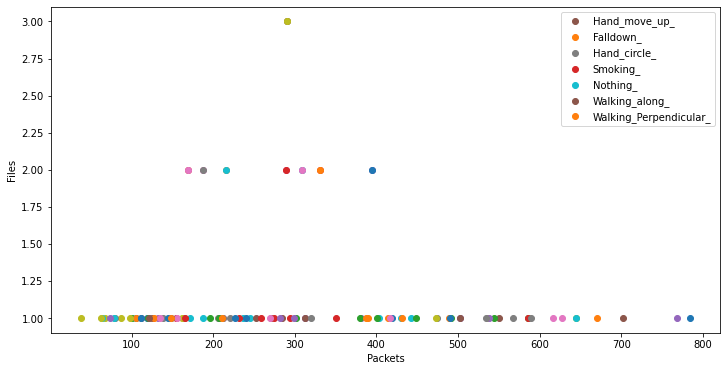 3.00
2.75
2.50
2.25
2.00
1.75
1.50
1.25
1.00
Files
100 200 300 400 500 600 700 800
Packets
Hand_move_up_
Falldown_
Hand_circle_
Smoking_
Nothing_
Walking_along_
Walking_Perpendicular_